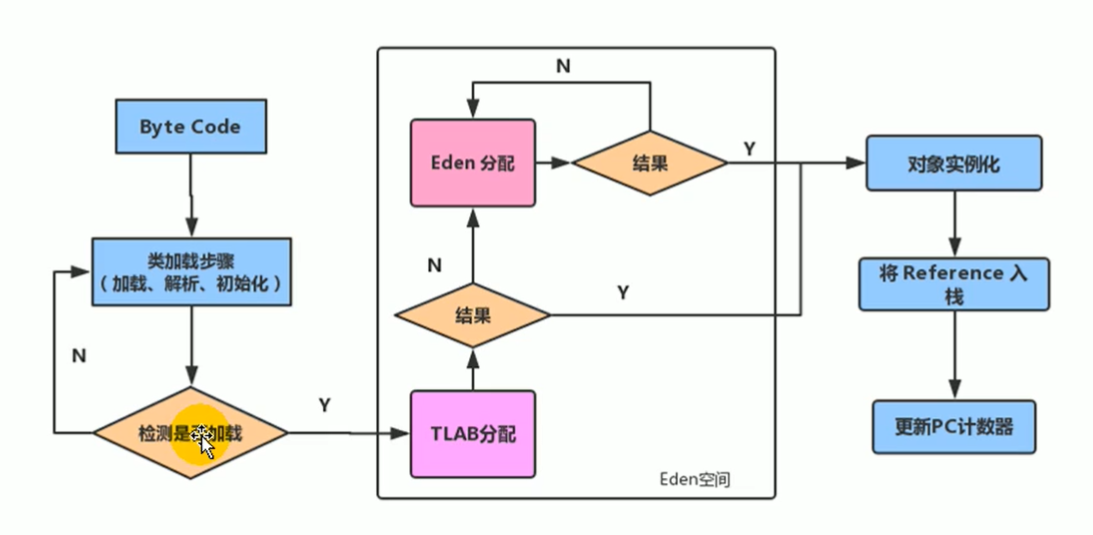 Byte Code
类加载步骤
（加载、解析、初始化）
N
检测是 加载
Y
N
Eden 分配
结果
Y
N
结果
Y
TLAB分配
Eden空间
对象实例化
将 Reference 入
栈
更新PC计数器